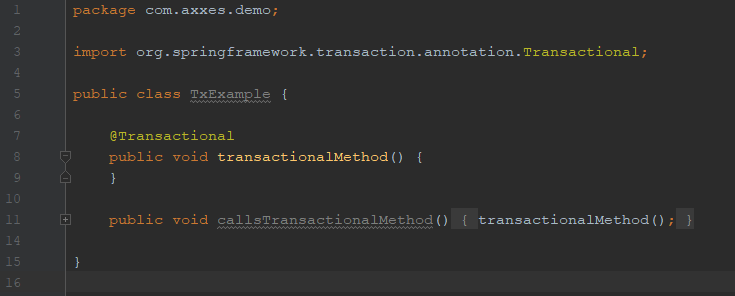 1 package com.axxes.demo;
2
3 import org.springframework.transaction.annotation.Transactional;
4
5 public class TxExample {
6
7 @Transactional
8 public void transactionalMethod() {
9 }
10
11 public void callsTransactionalMethod() { transactionalMethod(); }
14
15 }
16